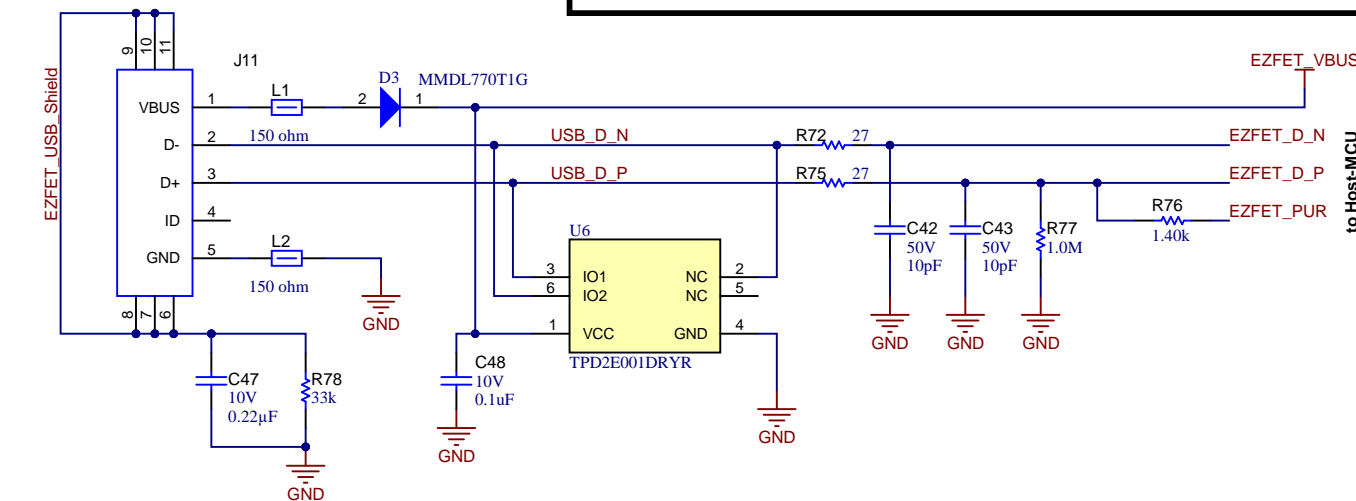 J11
EZFET_USB_Shield
9
10
11
VBUS 1
D- 2
D+ 3
ID 4
GND 5
8
7
6
L1
150 ohm
2 D3 1 MMDL770T1G
EZFET_VBUS
USB_D_N
R72 27
EZFET_D_N
USB_D_P
R75 27
EZFET_D_P
R76
1.40k
EZFET_PUR
to Host-MCU
L2
150 ohm
GND
U6
3 IO1 NC 2
6 IO2 NC 5
1 VCC GND 4
TPD2E001DRYR
C42
50V
10pF
C43
50V
10pF
R77
1.0M
GND
GND
GND
C47
10V
0.22µF
R78
33k
GND
C48
10V
0.1uF
GND
GND